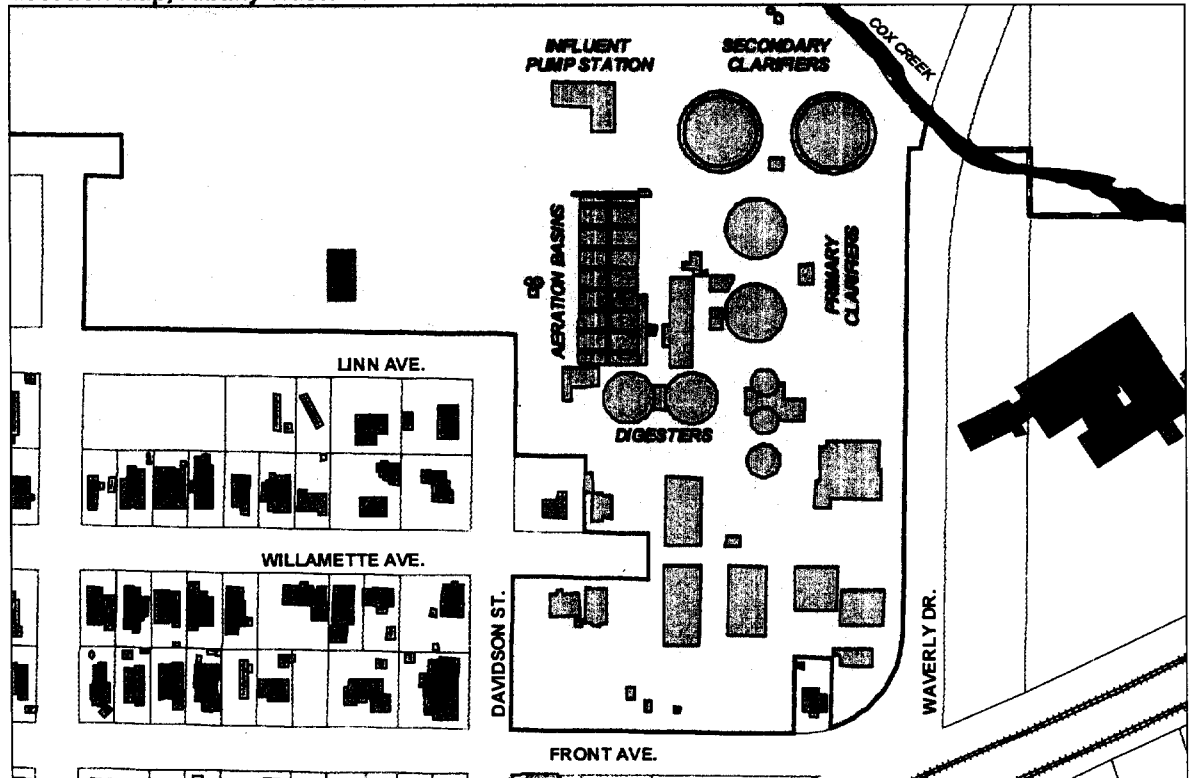 INFLUENT
PUMP STATION
SECONDARY
CLARIFIERS
COX CREEK
AERATION BASINS
PRIMARY
CLARIFIERS
LINN AVE.
DIGESTERS
WILLAMETTE AVE.
DAVIDSON ST.
WAVERLY DR.
FRONT AVE.